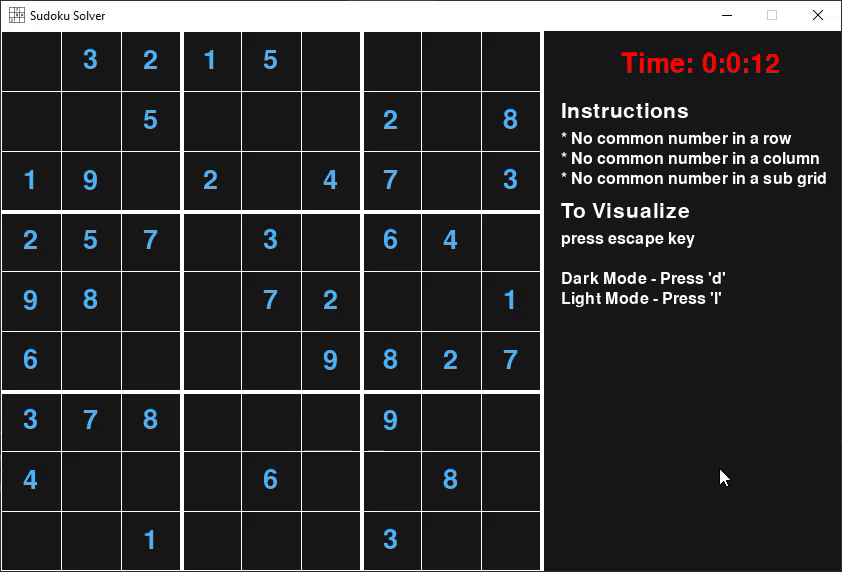 Sudoku Solver
3 2 1 5
5 2 8
1 9 2 4 7 3
2 5 7 3 6 4
9 8 7 2 1
6 9 8 2 7
3 7 8 9
4 6 8
1 3
Time: 0:0:12
Instructions
* No common number in a row
* No common number in a column
* No common number in a sub grid
To Visualize
press escape key
Dark Mode - Press 'd'
Light Mode - Press 'l'